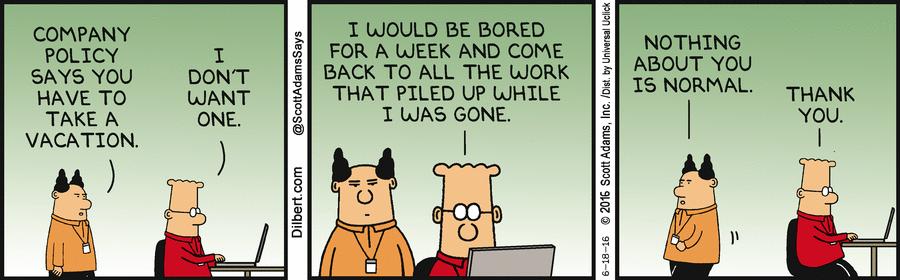 COMPANY
POLICY
SAYS YOU
HAVE TO
TAKE A
VACATION.
I
DON'T
WANT
ONE.
Dilbert.com @ScottAdamsSays
I WOULD BE BORED
FOR A WEEK AND COME
BACK TO ALL THE WORK
THAT PILED UP WHILE
I WAS GONE.
6-18-16 © 2016 Scott Adams, Inc. /Dist. by Universal Uclick
NOTHING
ABOUT YOU
IS NORMAL.
THANK
YOU.